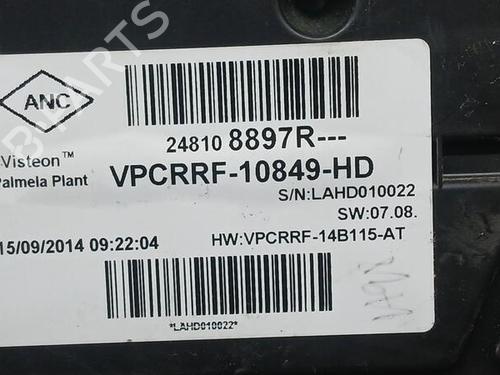 B PARTS
ANC
24810 8897R---
Visteon™
Palmela Plant
VPCRRF-10849-HD
S/N:LAHD010022
SW:07.08.
15/09/2014 09:22:04
HW:VPCRRF-14B115-AT
*LAHD010022*